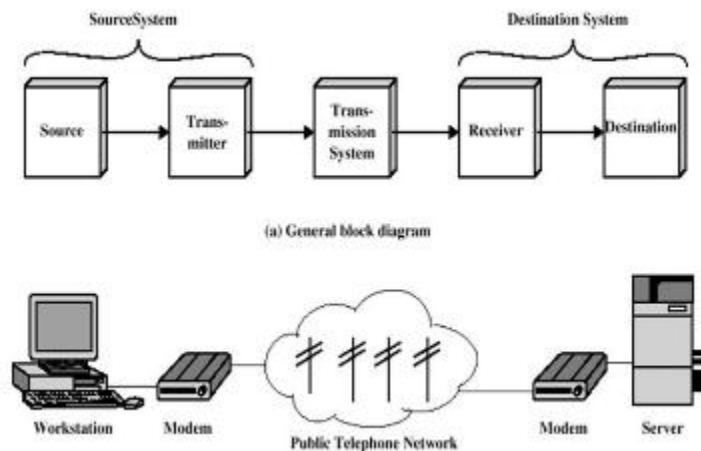 SourceSystem
Destination System
Source
Trans-
mitter
Trans-
mission
System
Receiver
Destination
(a) General block diagram
Workstation
Modem
Public Telephone Network
Modem
Server